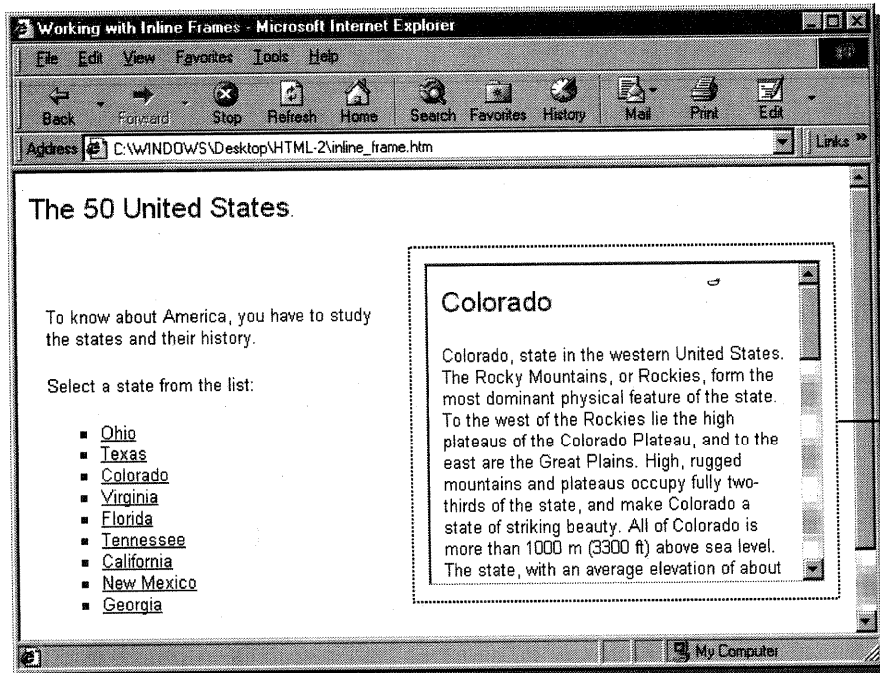 Working with Inline Frames - Microsoft Internet Explorer
File Edit View Favorites Tools Help
Back Forward Stop Refresh Home Search Favorites History Mail Print Edit
Address C:\WINDOWS\Desktop\HTML-2\inline_frame.htm Links »
The 50 United States.
To know about America, you have to study
the states and their history.
Select a state from the list:
▪ Ohio
▪ Texas
▪ Colorado
▪ Virginia
▪ Florida
▪ Tennessee
▪ California
▪ New Mexico
▪ Georgia
Colorado
Colorado, state in the western United States.
The Rocky Mountains, or Rockies, form the
most dominant physical feature of the state.
To the west of the Rockies lie the high
plateaus of the Colorado Plateau, and to the
east are the Great Plains. High, rugged
mountains and plateaus occupy fully two-
thirds of the state, and make Colorado a
state of striking beauty. All of Colorado is
more than 1000 m (3300 ft) above sea level.
The state, with an average elevation of about
My Computer